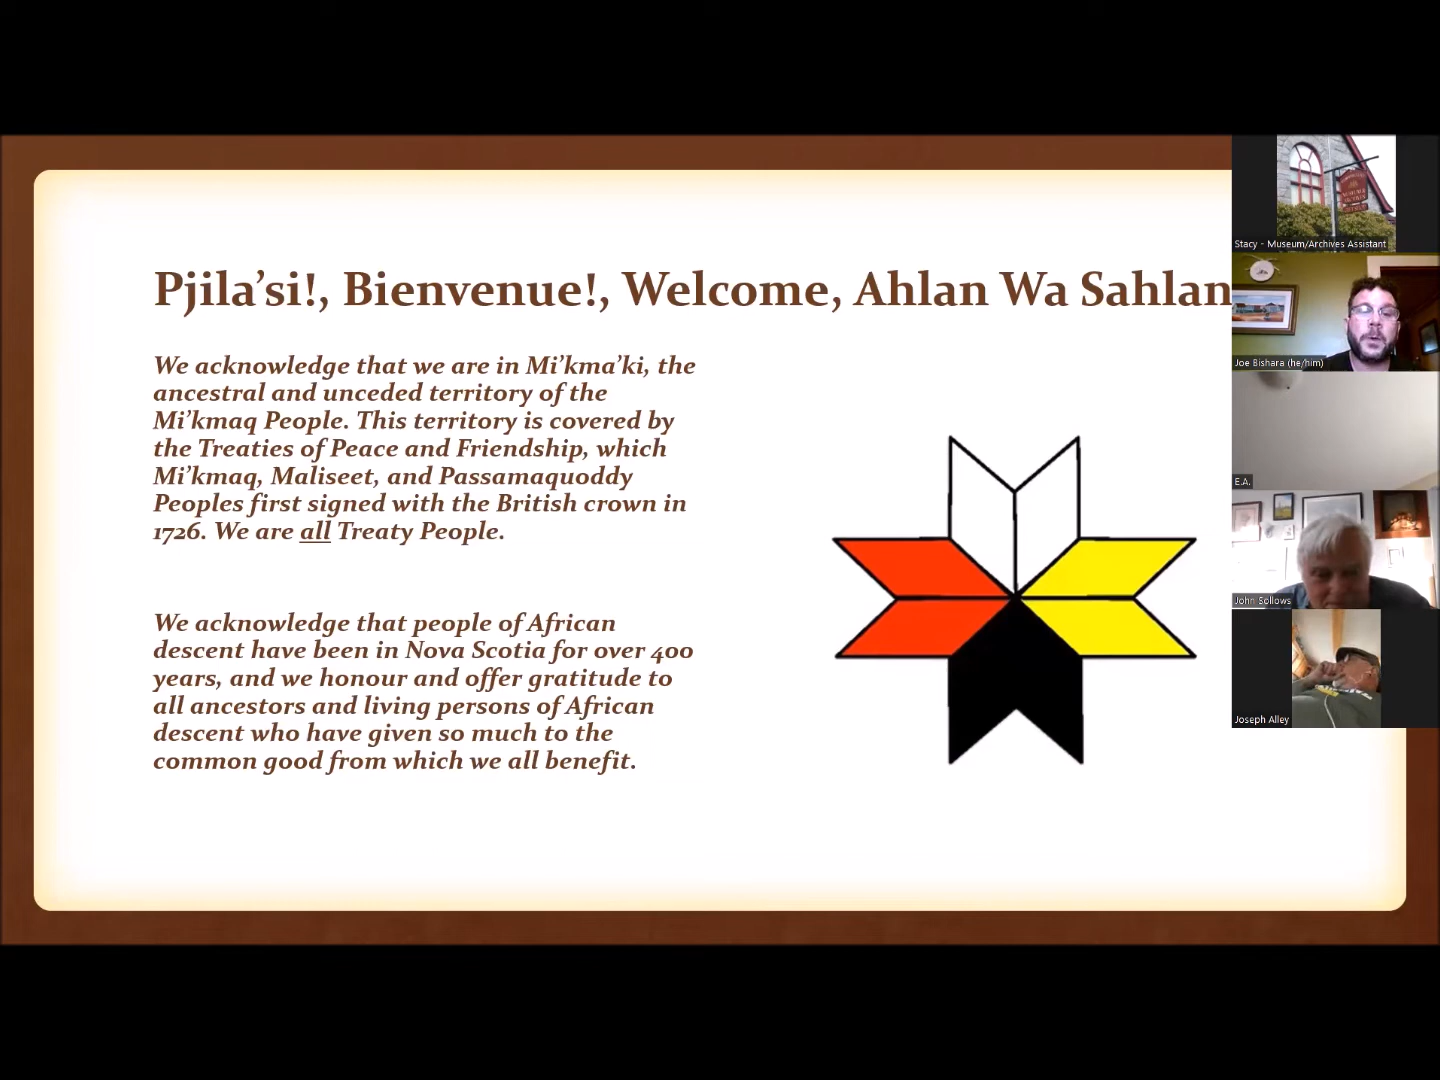 Pjila’si!, Bienvenue!, Welcome, Ahlan Wa Sahlan
We acknowledge that we are in Mi’kma’ki, the
ancestral and unceded territory of the
Mi’kmaq People. This territory is covered by
the Treaties of Peace and Friendship, which
Mi’kmaq, Maliseet, and Passamaquoddy
Peoples first signed with the British crown in
1726. We are all Treaty People.
We acknowledge that people of African
descent have been in Nova Scotia for over 400
years, and we honour and offer gratitude to
all ancestors and living persons of African
descent who have given so much to the
common good from which we all benefit.
Stacy - Museum/Archives Assistant
Joe Bishara (he/him)
E.A.
John Sollows
Joseph Alley